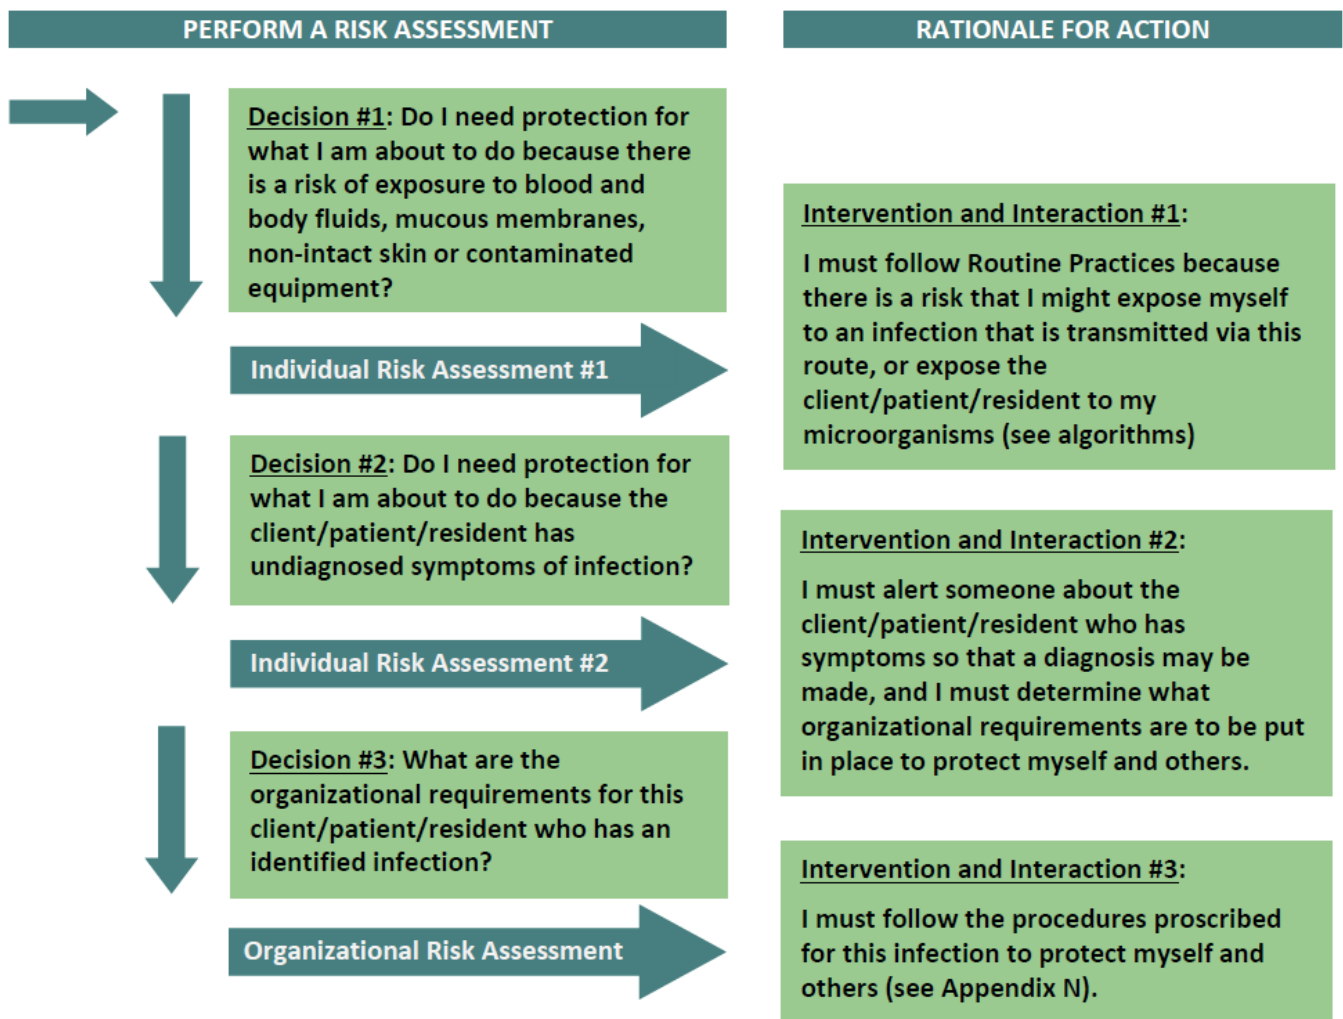 PERFORM A RISK ASSESSMENT
Decision #1: Do I need protection for
what I am about to do because there
is a risk of exposure to blood and
body fluids, mucous membranes,
non-intact skin or contaminated
equipment?
Individual Risk Assessment #1
Decision #2: Do I need protection for
what I am about to do because the
client/patient/resident has
undiagnosed symptoms of infection?
Individual Risk Assessment #2
Decision #3: What are the
organizational requirements for this
client/patient/resident who has an
identified infection?
Organizational Risk Assessment
RATIONALE FOR ACTION
Intervention and Interaction #1:
I must follow Routine Practices because
there is a risk that I might expose myself
to an infection that is transmitted via this
route, or expose the
client/patient/resident to my
microorganisms (see algorithms)
Intervention and Interaction #2:
I must alert someone about the
client/patient/resident who has
symptoms so that a diagnosis may be
made, and I must determine what
organizational requirements are to be put
in place to protect myself and others.
Intervention and Interaction #3:
I must follow the procedures proscribed
for this infection to protect myself and
others (see Appendix N).